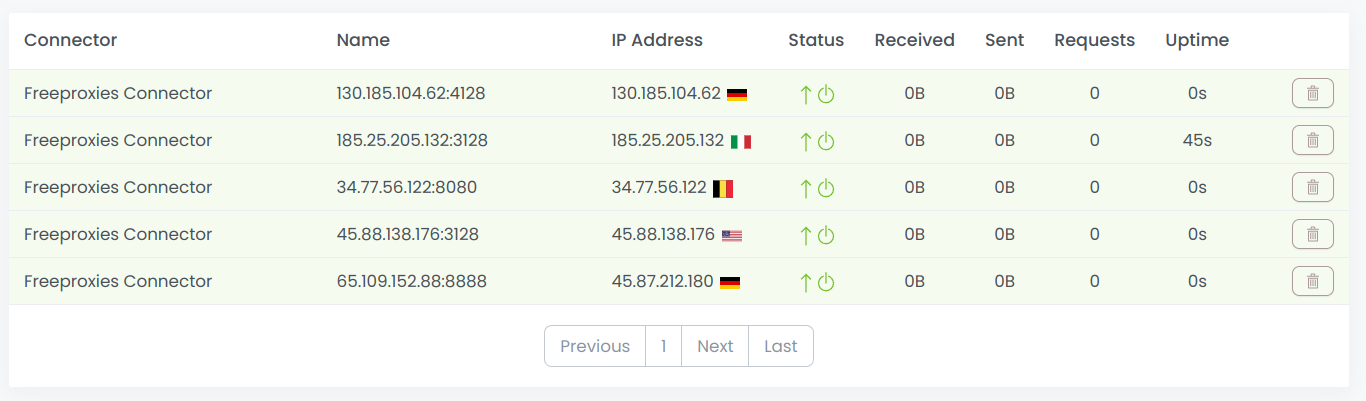 Connector Name IP Address Status Received Sent Requests Uptime
Freeproxies Connector 130.185.104.62:4128 130.185.104.62 0B 0B 0 0s
Freeproxies Connector 185.25.205.132:3128 185.25.205.132 0B 0B 0 45s
Freeproxies Connector 34.77.56.122:8080 34.77.56.122 0B 0B 0 0s
Freeproxies Connector 45.88.138.176:3128 45.88.138.176 0B 0B 0 0s
Freeproxies Connector 65.109.152.88:8888 45.87.212.180 0B 0B 0 0s
Previous 1 Next Last